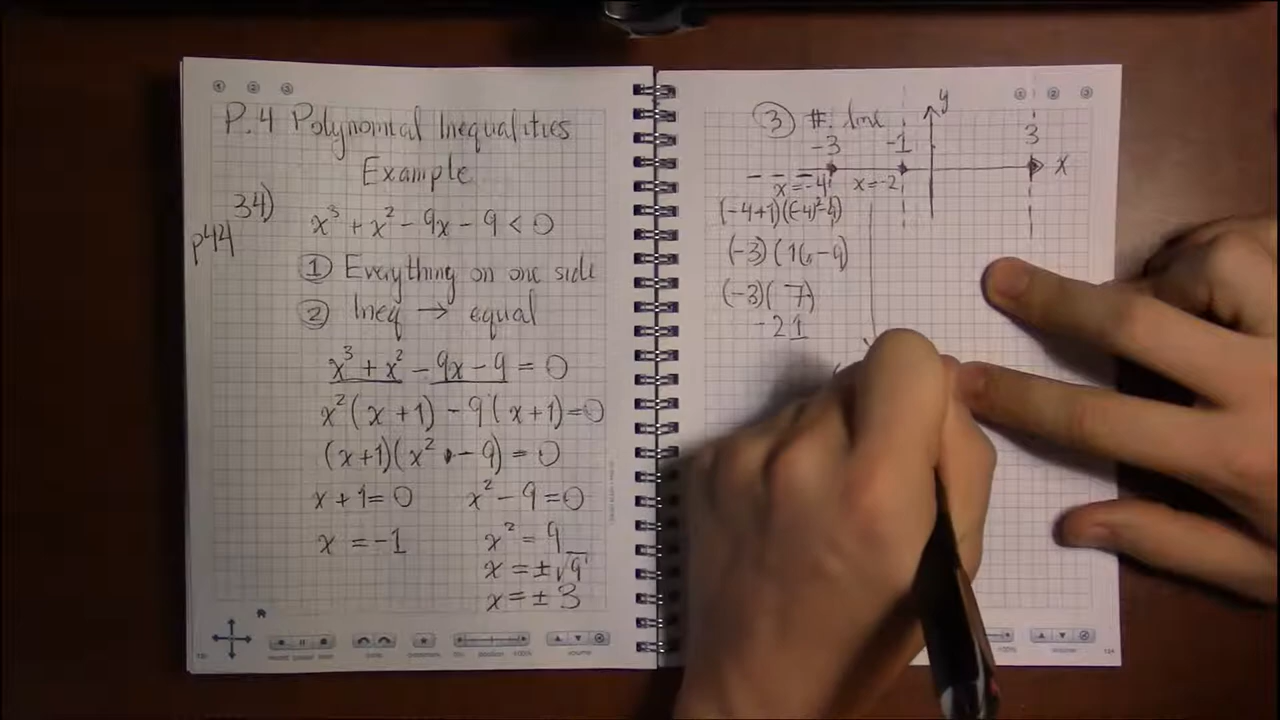 P.4 Polynomial Inequalities
Example
34)
p44
x³ + x² - 9x - 9 < 0
① Everything on one side
② Ineq → equal
x³ + x² - 9x - 9 = 0
x² (x + 1) - 9 (x + 1) = 0
(x+1)(x² - 9) = 0
x + 1 = 0 x² - 9 = 0
x = -1 x² = 9
x = ±√9
x = ± 3
③ #. line
y
-3 -1 3
x
- - -
x = -4 x = -2
(-4+1)((-4)²-9)
(-3)(16-9)
(-3)(7)
-21
(